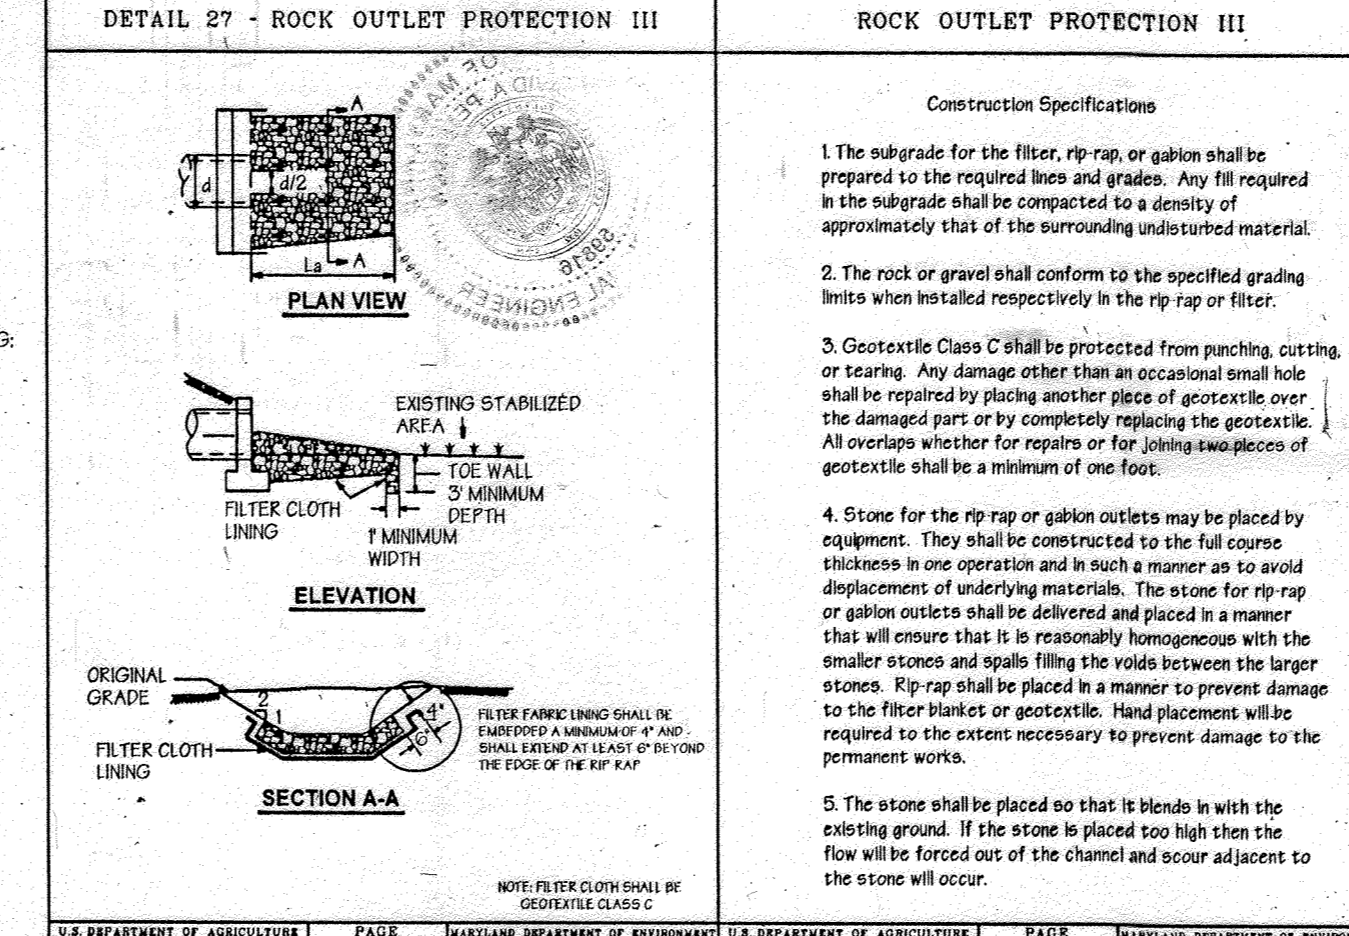 DETAIL 27 - ROCK OUTLET PROTECTION III
A
d
d/2
La
A
PLAN VIEW
59816
G:
EXISTING STABILIZED
AREA
TOE WALL
3' MINIMUM
DEPTH
FILTER CLOTH
LINING
1' MINIMUM
WIDTH
ELEVATION
ORIGINAL
GRADE
2
1
4"
6"
FILTER CLOTH
LINING
FILTER FABRIC LINING SHALL BE
EMBEDDED A MINIMUM OF 4" AND
SHALL EXTEND AT LEAST 6" BEYOND
THE EDGE OF THE RIP RAP
SECTION A-A
NOTE: FILTER CLOTH SHALL BE
GEOTEXTILE CLASS C
U.S. DEPARTMENT OF AGRICULTURE
PAGE
MARYLAND DEPARTMENT OF ENVIRONMENT
ROCK OUTLET PROTECTION III
Construction Specifications
1. The subgrade for the filter, rip-rap, or gabion shall be
prepared to the required lines and grades. Any fill required
in the subgrade shall be compacted to a density of
approximately that of the surrounding undisturbed material.
2. The rock or gravel shall conform to the specified grading
limits when installed respectively in the rip rap or filter.
3. Geotextile Class C shall be protected from punching, cutting,
or tearing. Any damage other than an occasional small hole
shall be repaired by placing another piece of geotextile over
the damaged part or by completely replacing the geotextile.
All overlaps whether for repairs or for joining two pieces of
geotextile shall be a minimum of one foot.
4. Stone for the rip rap or gabion outlets may be placed by
equipment. They shall be constructed to the full course
thickness in one operation and in such a manner as to avoid
displacement of underlying materials. The stone for rip-rap
or gabion outlets shall be delivered and placed in a manner
that will ensure that it is reasonably homogeneous with the
smaller stones and spalls filling the voids between the larger
stones. Rip-rap shall be placed in a manner to prevent damage
to the filter blanket or geotextile. Hand placement will be
required to the extent necessary to prevent damage to the
permanent works.
5. The stone shall be placed so that it blends in with the
existing ground. If the stone is placed too high then the
flow will be forced out of the channel and scour adjacent to
the stone will occur.
U.S. DEPARTMENT OF AGRICULTURE
PAGE
MARYLAND DEPARTMENT OF